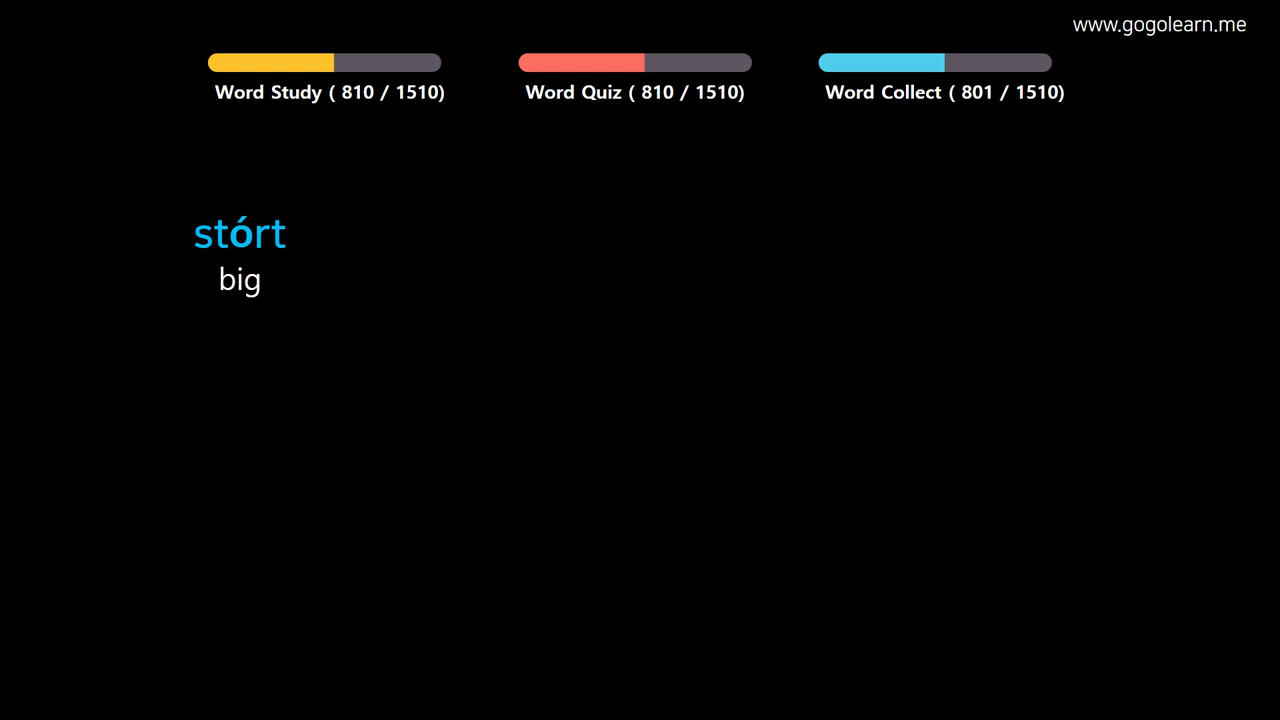 www.gogolearn.me
Word Study ( 810 / 1510)
Word Quiz ( 810 / 1510)
Word Collect ( 801 / 1510)
stórt
big